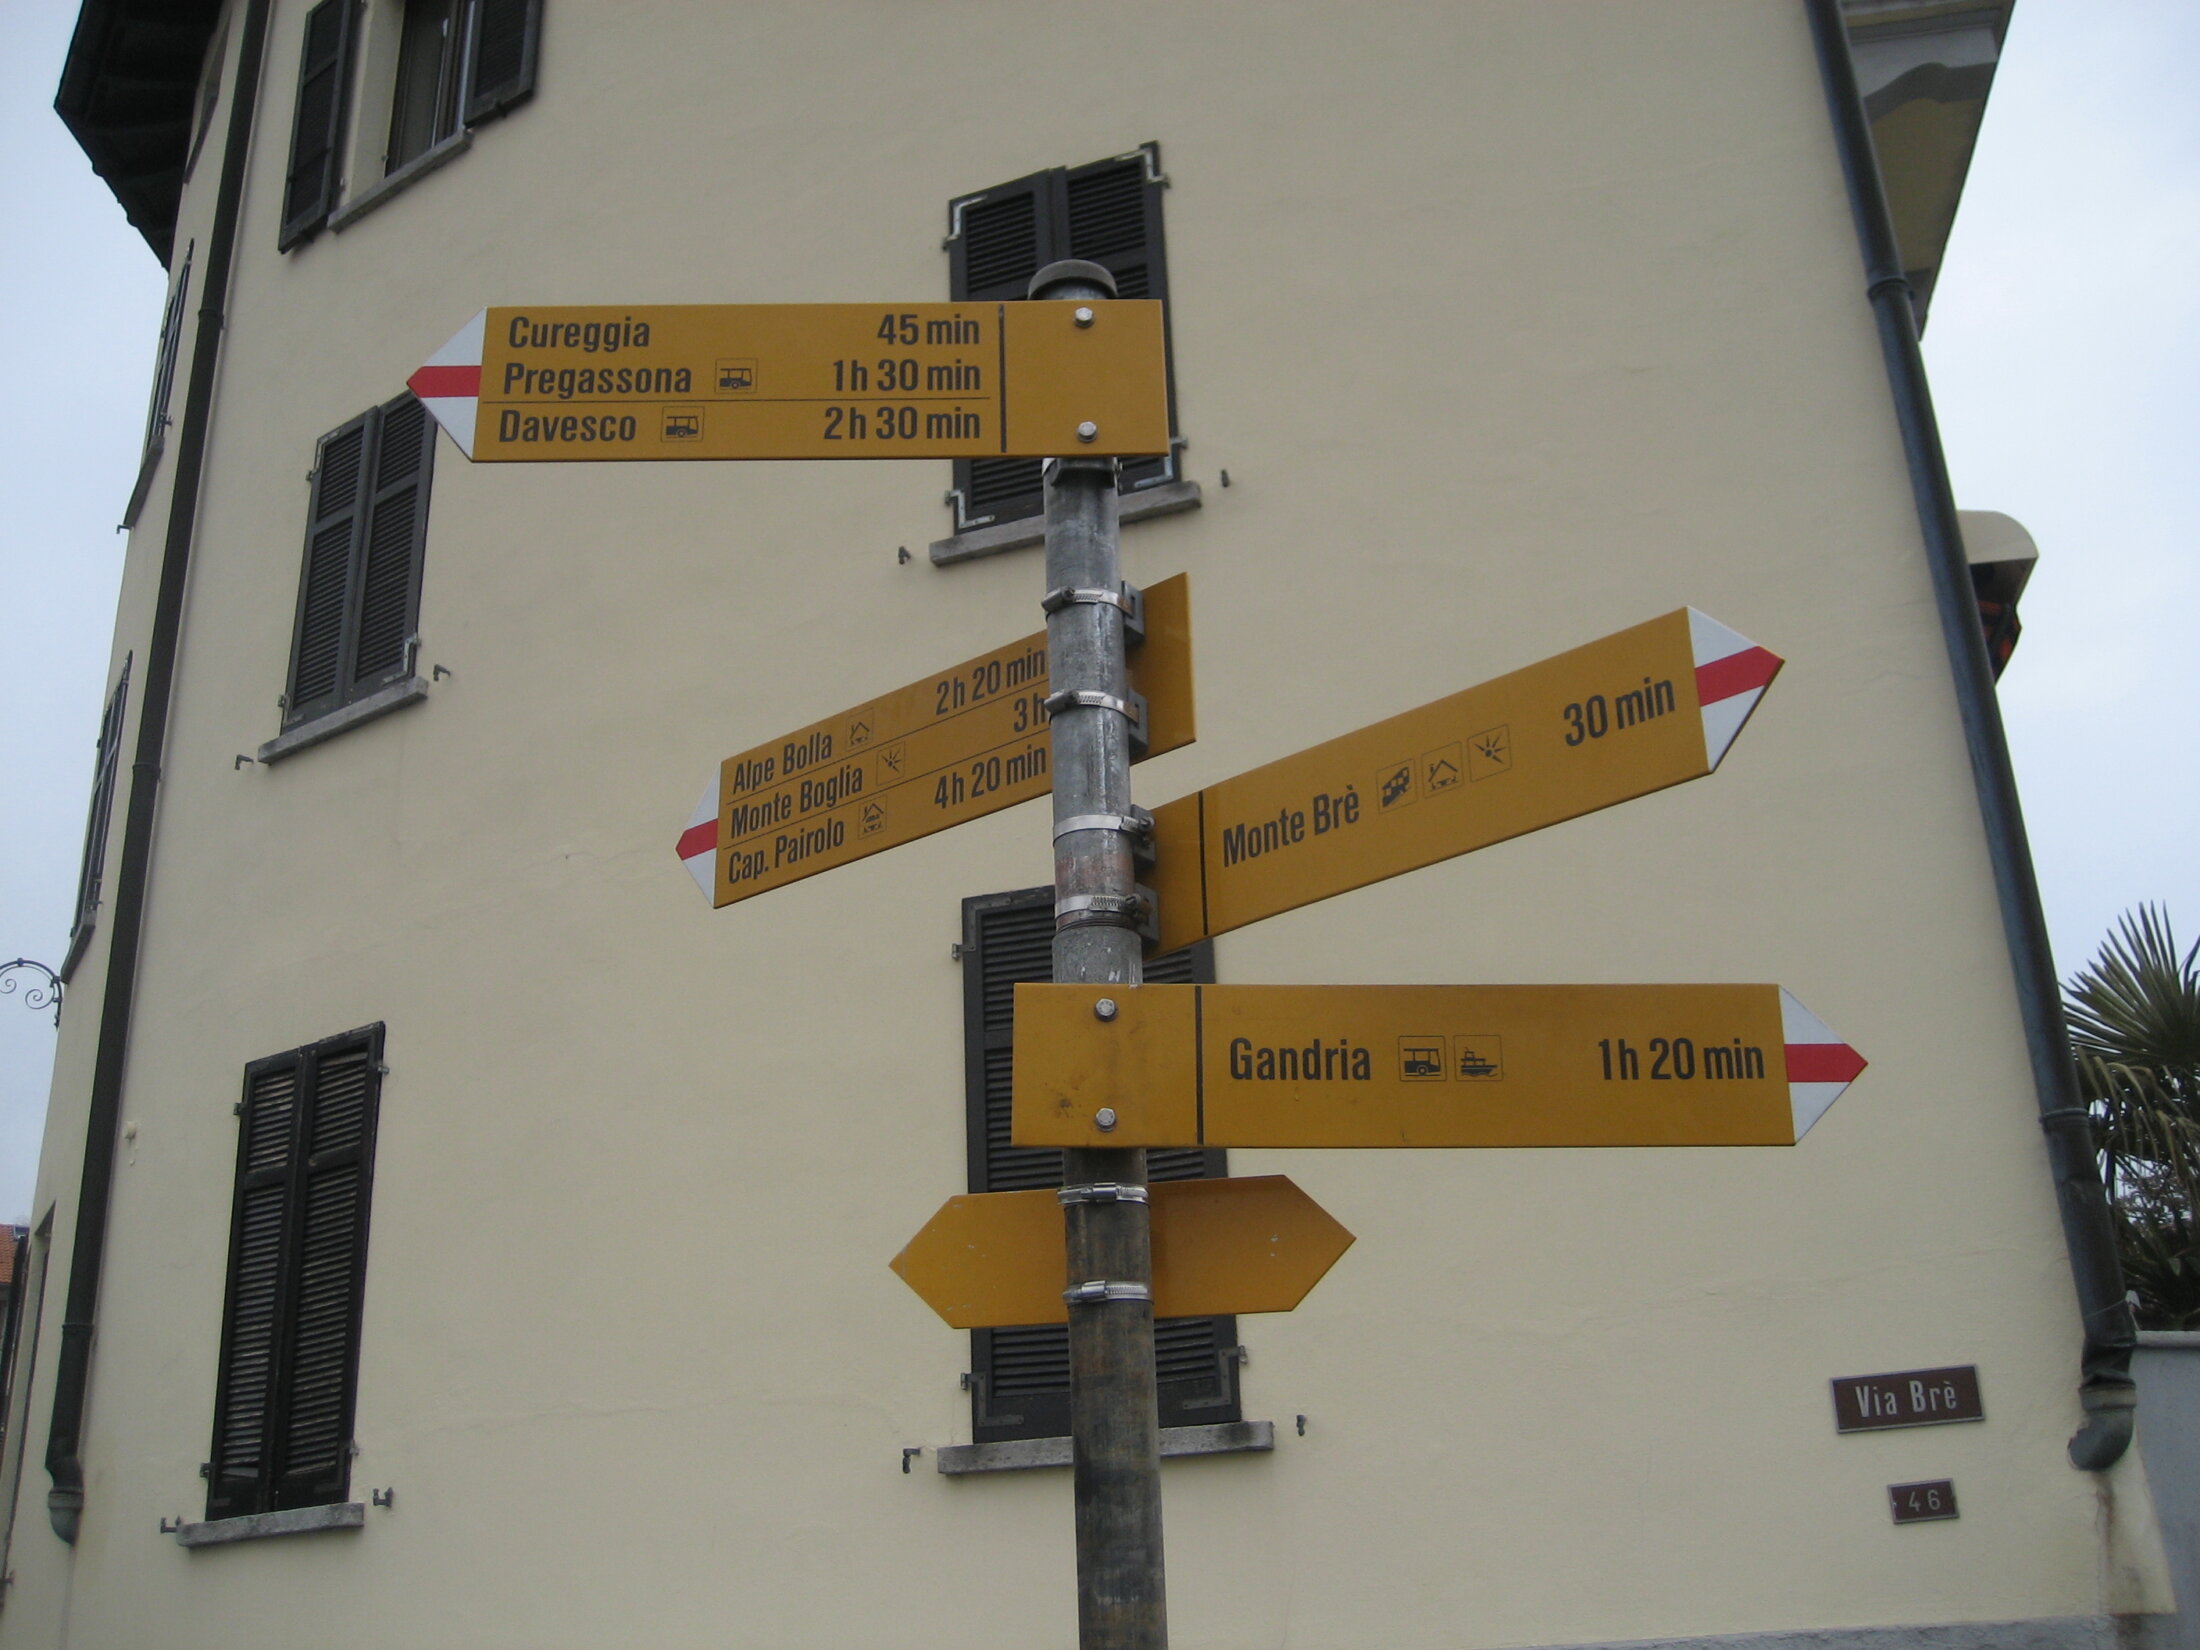 Cureggia 45 min
Pregassona 1h 30 min
Davesco 2h 30 min
Alpe Bolla 2h 20 min
Monte Boglia 3h
Cap. Pairolo 4h 20 min
Monte Brè 30 min
Gandria 1h 20 min
Via Brè
46